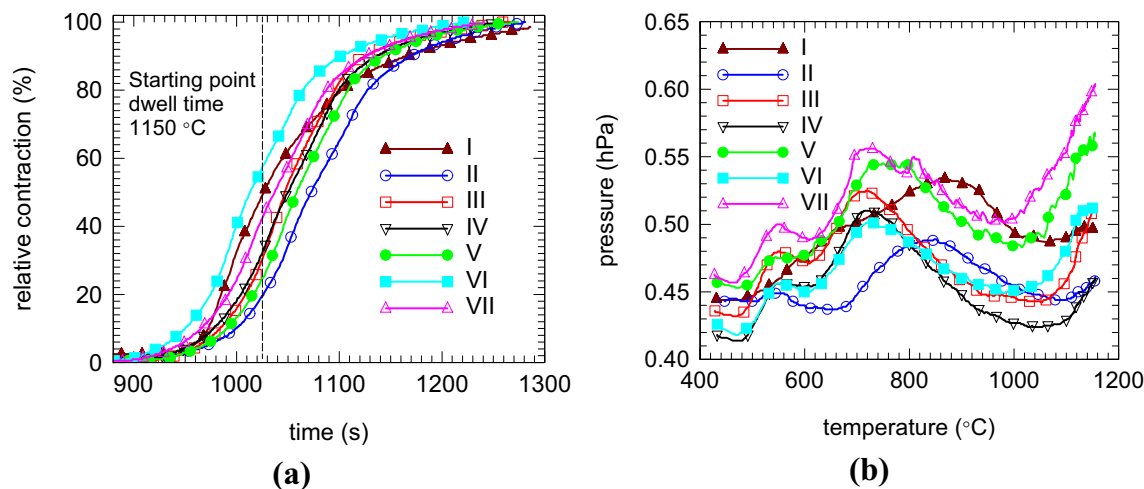 100
80
60
40
20
0
relative contraction (%)
Starting point
dwell time
1150 °C
I
II
III
IV
V
VI
VII
900
1000
1100
1200
1300
time (s)
(a)
0.65
0.60
0.55
0.50
0.45
0.40
pressure (hPa)
I
II
III
IV
V
VI
VII
400
600
800
1000
1200
temperature (°C)
(b)